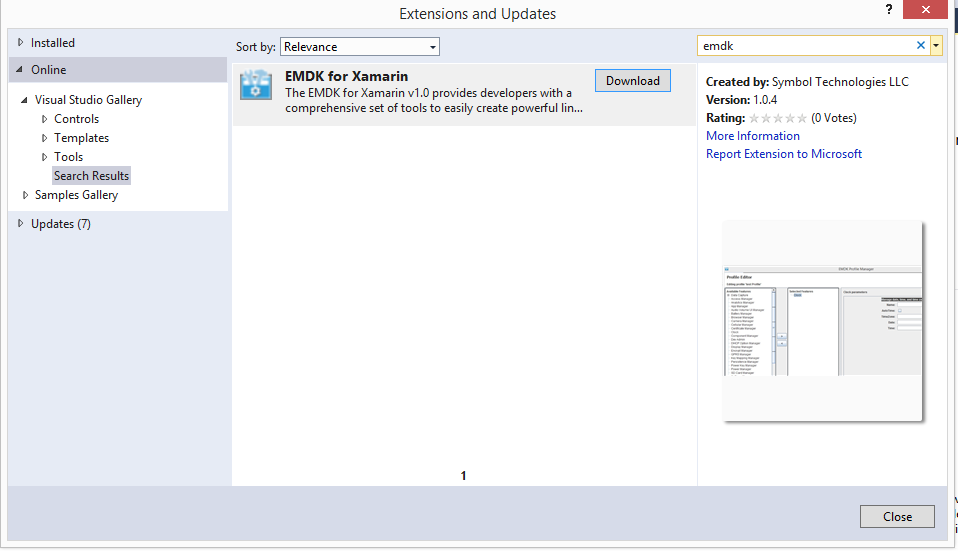 Extensions and Updates
?
Installed
Online
Visual Studio Gallery
Controls
Templates
Tools
Search Results
Samples Gallery
Updates (7)
Sort by: Relevance
EMDK for Xamarin
Download
The EMDK for Xamarin v1.0 provides developers with a
comprehensive set of tools to easily create powerful lin...
1
emdk
Created by: Symbol Technologies LLC
Version: 1.0.4
Rating: (0 Votes)
More Information
Report Extension to Microsoft
EMDK Profile Manager
Profile Editor
Close